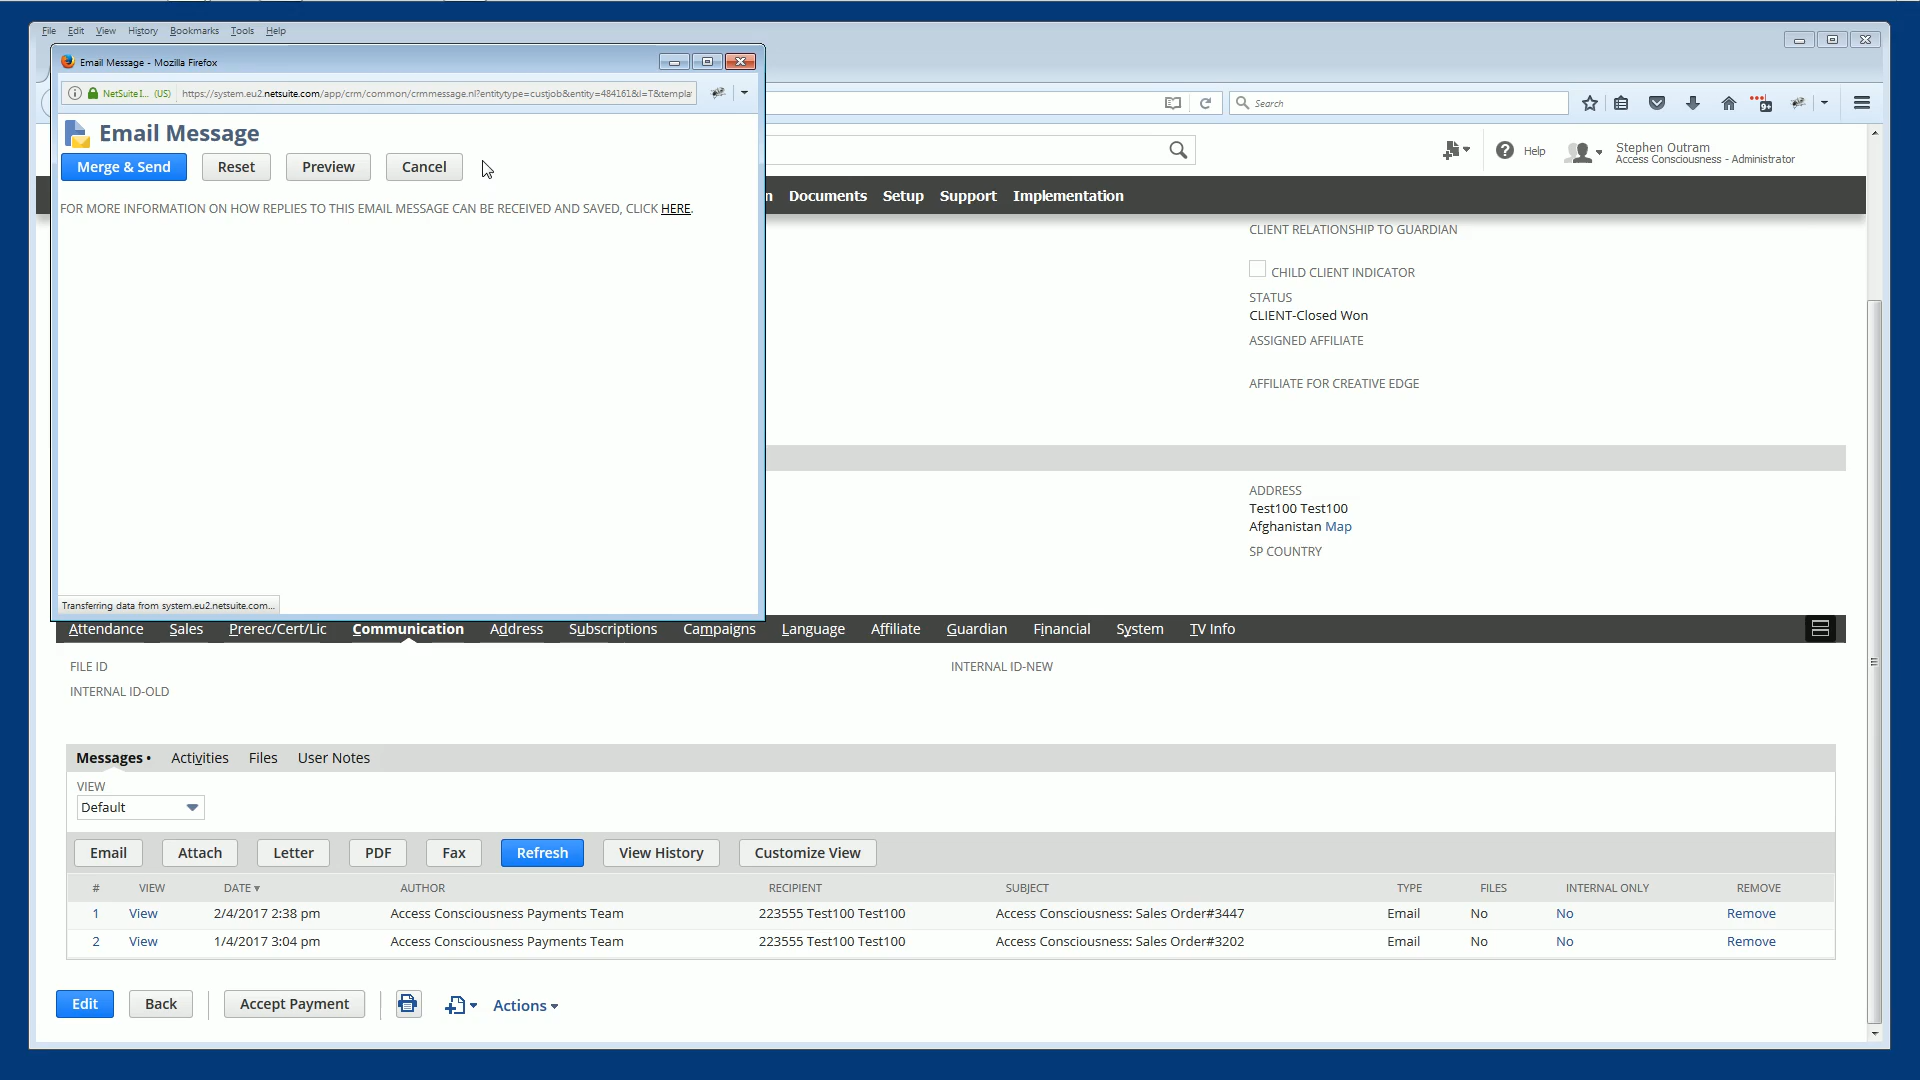 File Edit View History Bookmarks Tools Help
Email Message - Mozilla Firefox
NetSuite I... (US) https://system.eu2.netsuite.com/app/crm/common/crmmessage.nl?entitytype=custjob&entity=484161&l=T&templa
Search
9+
Email Message
Merge & Send Reset Preview Cancel
FOR MORE INFORMATION ON HOW REPLIES TO THIS EMAIL MESSAGE CAN BE RECEIVED AND SAVED, CLICK HERE.
Transferring data from system.eu2.netsuite.com...
Help
Stephen Outram
Access Consciousness - Administrator
Documents Setup Support Implementation
CLIENT RELATIONSHIP TO GUARDIAN
CHILD CLIENT INDICATOR
STATUS
CLIENT-Closed Won
ASSIGNED AFFILIATE
AFFILIATE FOR CREATIVE EDGE
ADDRESS
Test100 Test100
Afghanistan Map
SP COUNTRY
Attendance Sales Prerec/Cert/Lic Communication Address Subscriptions Campaigns Language Affiliate Guardian Financial System TV Info
FILE ID INTERNAL ID-NEW
INTERNAL ID-OLD
Messages • Activities Files User Notes
VIEW
Default
Email Attach Letter PDF Fax Refresh View History Customize View
# VIEW DATE AUTHOR RECIPIENT SUBJECT TYPE FILES INTERNAL ONLY REMOVE
1 View 2/4/2017 2:38 pm Access Consciousness Payments Team 223555 Test100 Test100 Access Consciousness: Sales Order#3447 Email No No Remove
2 View 1/4/2017 3:04 pm Access Consciousness Payments Team 223555 Test100 Test100 Access Consciousness: Sales Order#3202 Email No No Remove
Edit Back Accept Payment Actions